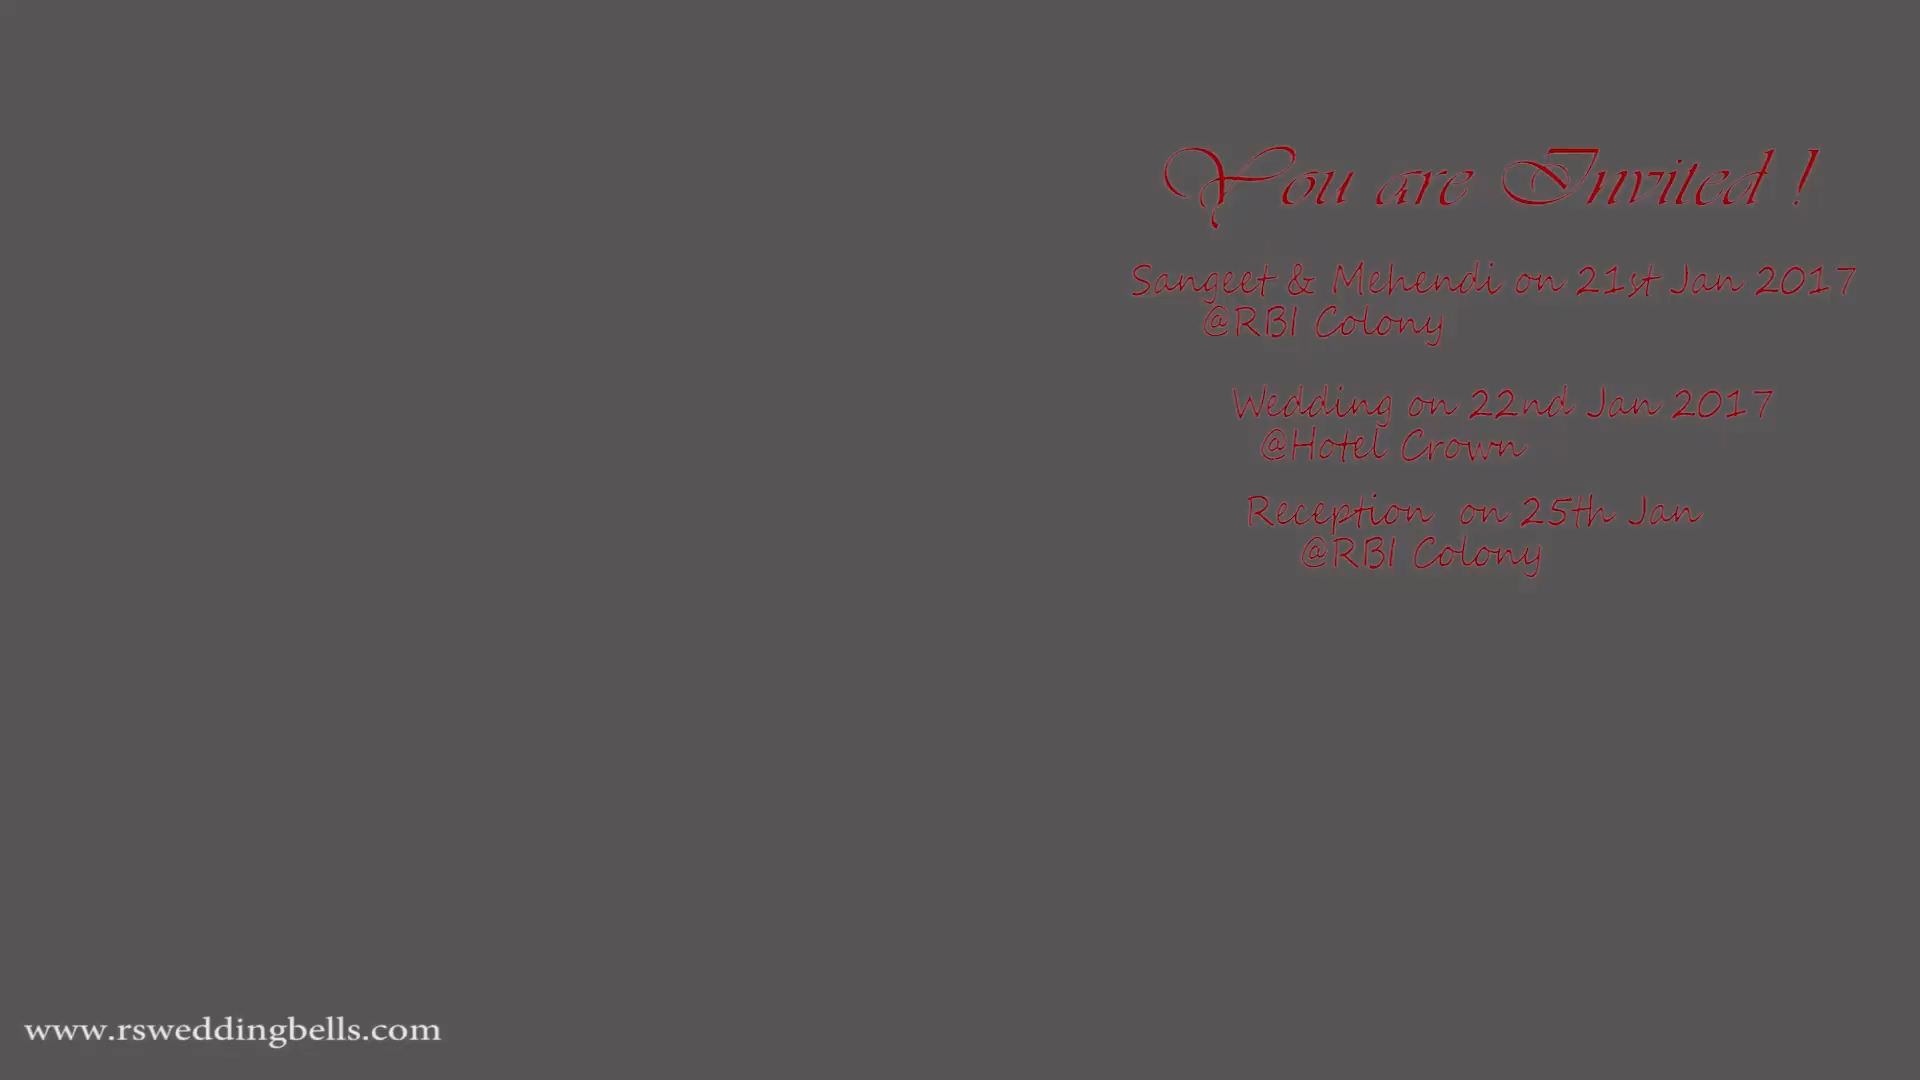 You are Invited !
Sangeet & Mehendi on 21st Jan 2017
@RBI Colony
Wedding on 22nd Jan 2017
@Hotel Crown
Reception on 25th Jan
@RBI Colony
www.rsweddingbells.com